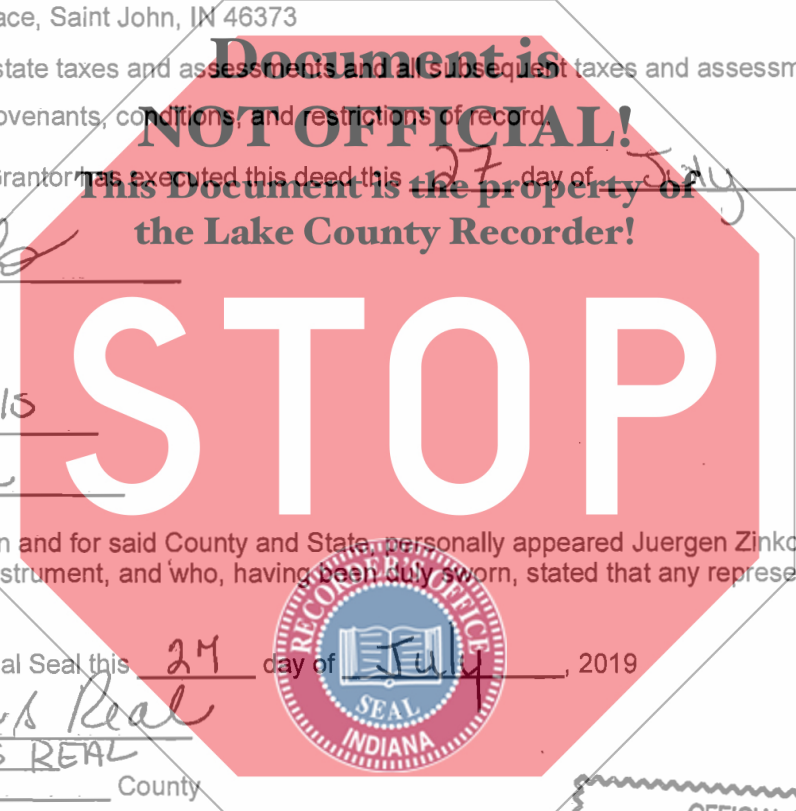 ace, Saint John, IN 46373
Document is
state taxes and assessments and all subsequent taxes and assessm
NOT OFFICIAL!
ovenants, conditions, and restrictions of record.
Grantor has executed this deed this 27 day of July
This Document is the property of
the Lake County Recorder!
STOP
n and for said County and State, personally appeared Juergen Zinko
strument, and who, having been duly sworn, stated that any represe
RECORDER'S OFFICE
al Seal this 27 day of July, 2019
SEAL
INDIANA
Real
S REAL
County